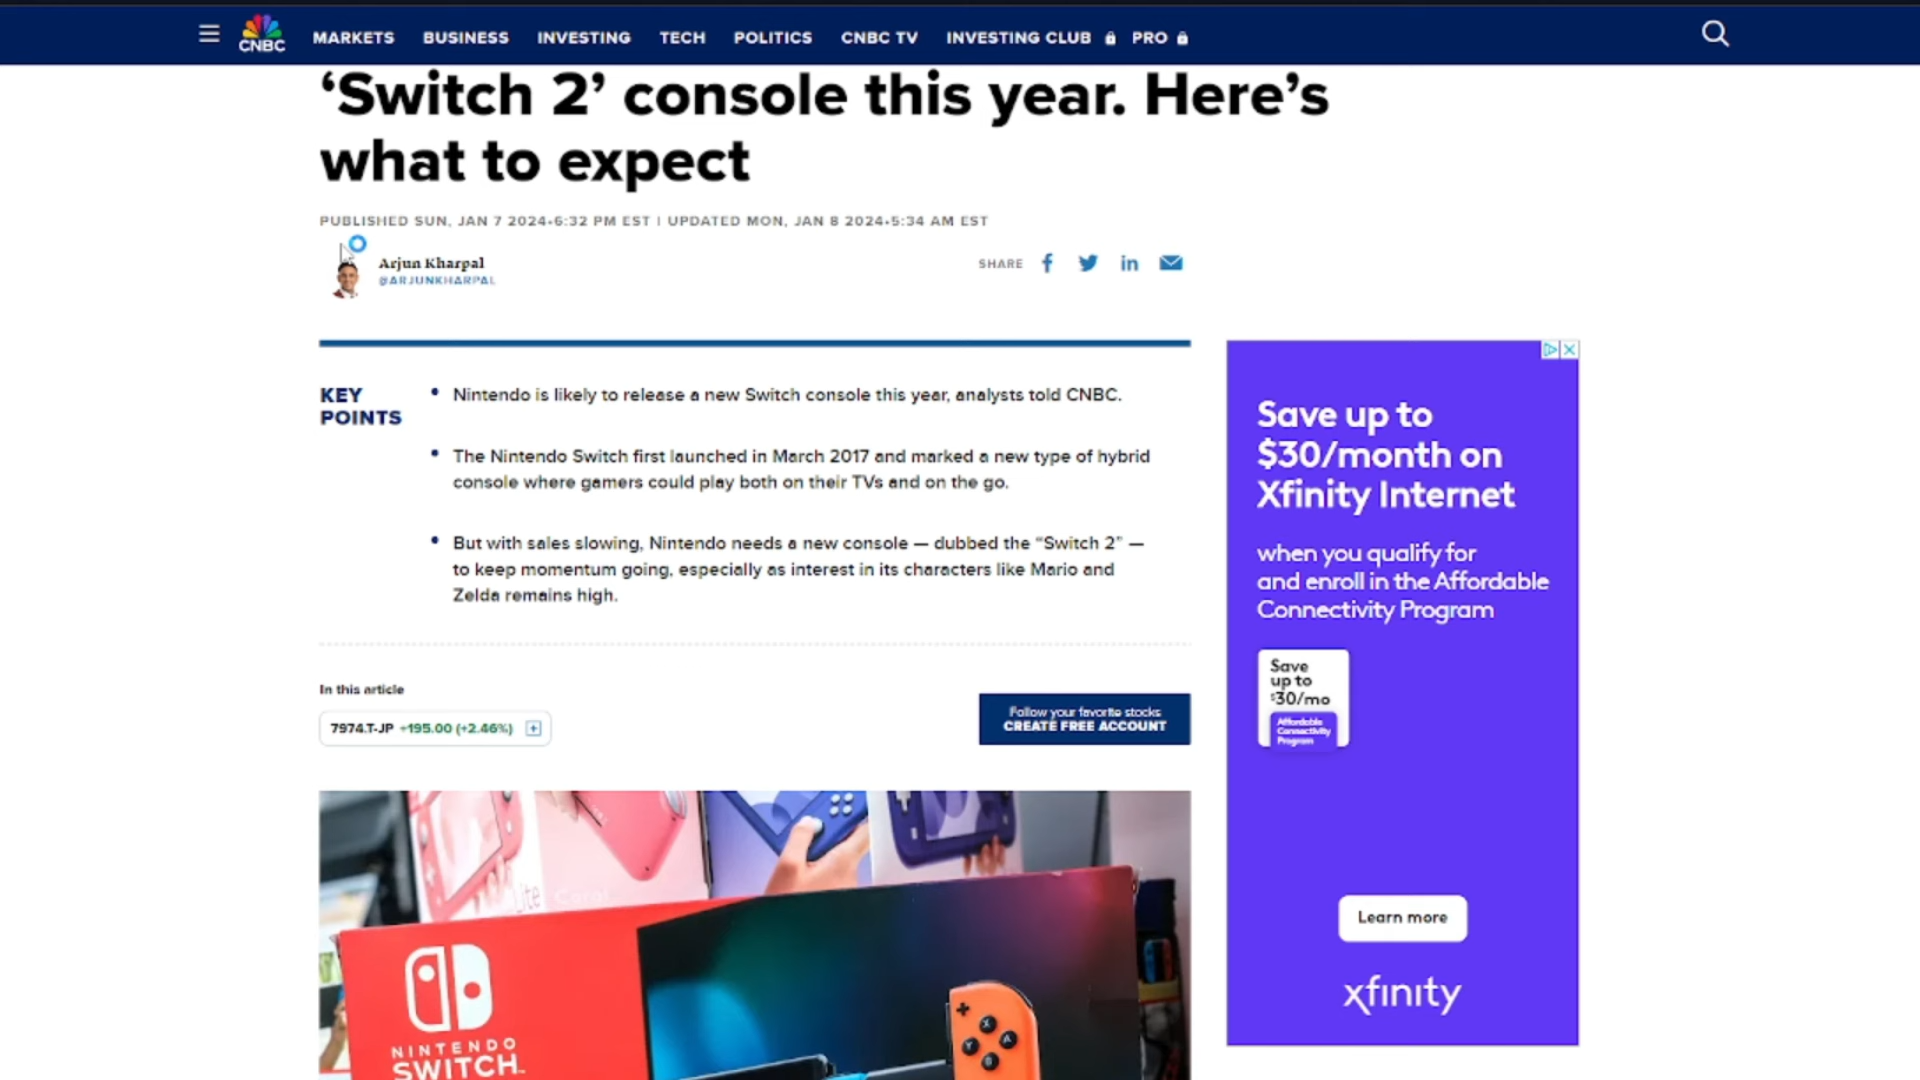 CNBC
MARKETS
BUSINESS
INVESTING
TECH
POLITICS
CNBC TV
INVESTING CLUB
PRO
‘Switch 2’ console this year. Here’s
what to expect
PUBLISHED SUN, JAN 7 2024•6:32 PM EST | UPDATED MON, JAN 8 2024•5:34 AM EST
Arjun Kharpal
@ARJUNKHARPAL
SHARE
KEY
POINTS
Nintendo is likely to release a new Switch console this year, analysts told CNBC.
The Nintendo Switch first launched in March 2017 and marked a new type of hybrid
console where gamers could play both on their TVs and on the go.
But with sales slowing, Nintendo needs a new console — dubbed the “Switch 2” —
to keep momentum going, especially as interest in its characters like Mario and
Zelda remains high.
In this article
7974.T-JP +195.00 (+2.46%)
Follow your favorite stocks
CREATE FREE ACCOUNT
Save up to
$30/month on
Xfinity Internet
when you qualify for
and enroll in the Affordable
Connectivity Program
Save
up to
$30/mo
Affordable
Connectivity
Program
Learn more
xfinity
Lite Coral
NINTENDO
SWITCH
X
Y
A
B